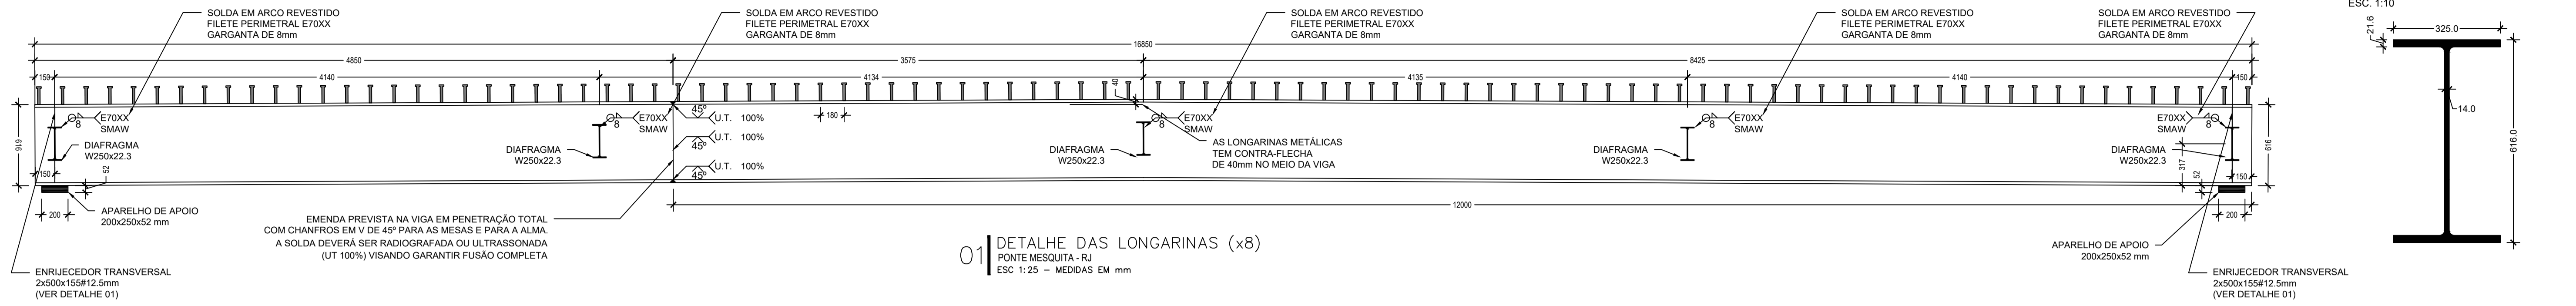 ESC. 1:10
SOLDA EM ARCO REVESTIDO
FILETE PERIMETRAL E70XX
GARGANTA DE 8mm
SOLDA EM ARCO REVESTIDO
FILETE PERIMETRAL E70XX
GARGANTA DE 8mm
SOLDA EM ARCO REVESTIDO
FILETE PERIMETRAL E70XX
GARGANTA DE 8mm
SOLDA EM ARCO REVESTIDO
FILETE PERIMETRAL E70XX
GARGANTA DE 8mm
SOLDA EM ARCO REVESTIDO
FILETE PERIMETRAL E70XX
GARGANTA DE 8mm
21.6
325.0
16850
4850
3575
8425
150
4140
4134
4135
4140
150
40
180
14.0
616.0
616
8
E70XX
SMAW
8
E70XX
SMAW
45º
U.T. 100%
U.T. 100%
45º
U.T. 100%
45º
8
E70XX
SMAW
8
E70XX
SMAW
E70XX
SMAW
8
616
DIAFRAGMA
W250x22.3
DIAFRAGMA
W250x22.3
DIAFRAGMA
W250x22.3
DIAFRAGMA
W250x22.3
DIAFRAGMA
W250x22.3
AS LONGARINAS METÁLICAS
TEM CONTRA-FLECHA
DE 40mm NO MEIO DA VIGA
150
52
317
52
150
200
12000
200
APARELHO DE APOIO
200x250x52 mm
EMENDA PREVISTA NA VIGA EM PENETRAÇÃO TOTAL
COM CHANFROS EM V DE 45º PARA AS MESAS E PARA A ALMA.
A SOLDA DEVERÁ SER RADIOGRAFADA OU ULTRASSONADA
(UT 100%) VISANDO GARANTIR FUSÃO COMPLETA
01
DETALHE DAS LONGARINAS (x8)
PONTE MESQUITA - RJ
ESC 1:25 - MEDIDAS EM mm
APARELHO DE APOIO
200x250x52 mm
ENRIJECEDOR TRANSVERSAL
2x500x155#12.5mm
(VER DETALHE 01)
ENRIJECEDOR TRANSVERSAL
2x500x155#12.5mm
(VER DETALHE 01)